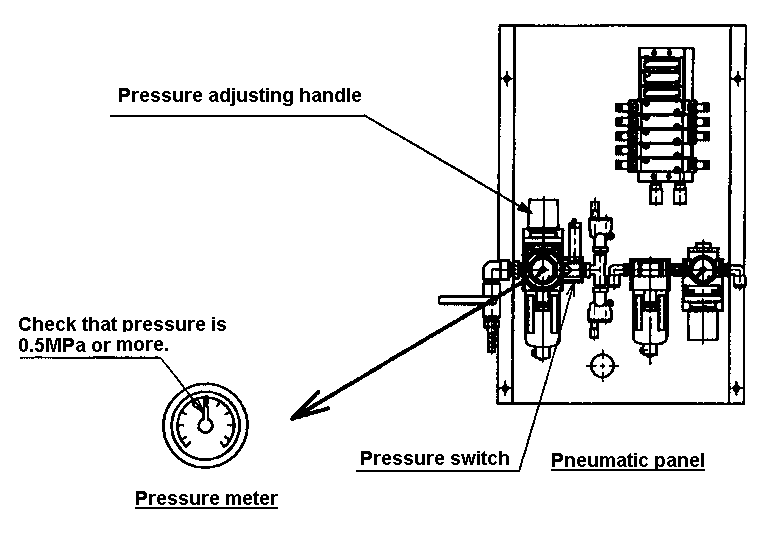 Pressure adjusting handle
Check that pressure is
0.5MPa or more.
Pressure switch
Pneumatic panel
Pressure meter